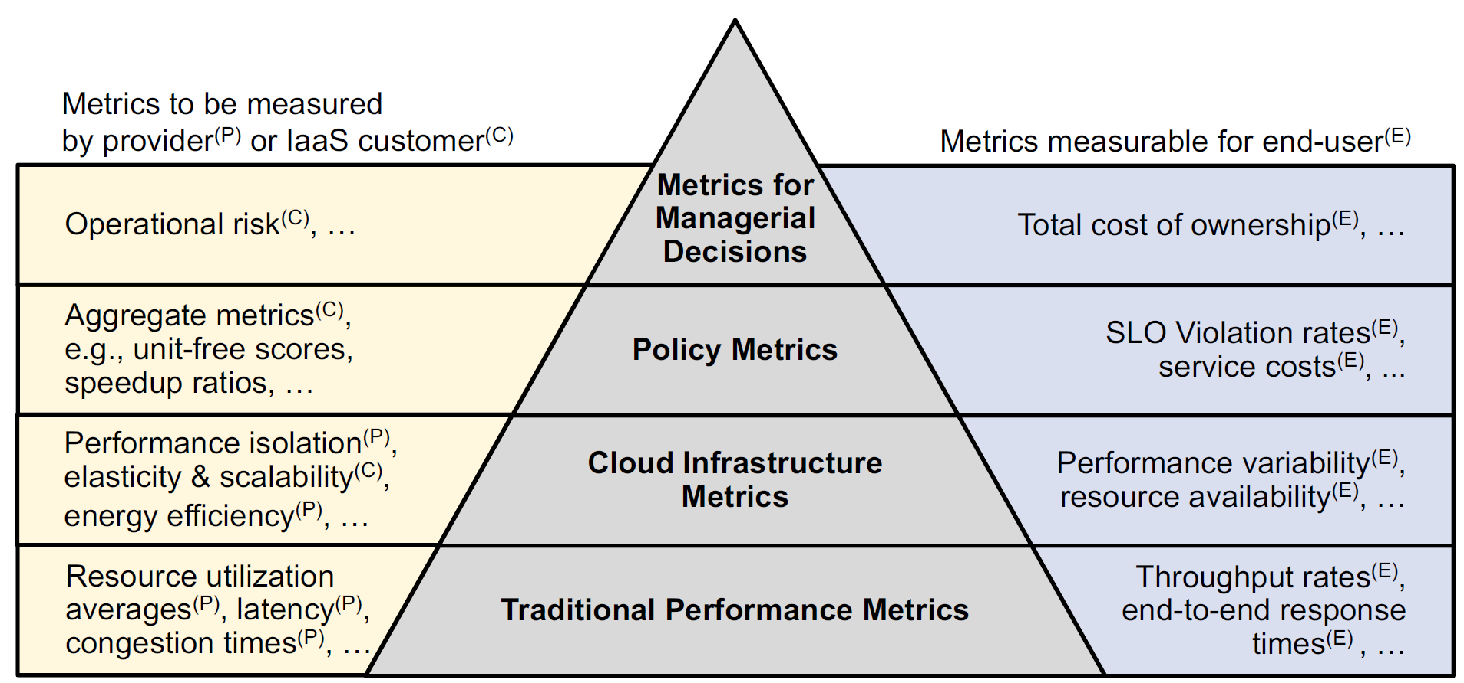 Metrics to be measured
by provider(P) or IaaS customer(C)
Metrics measurable for end-user(E)
Operational risk(C), …
Metrics for
Managerial
Decisions
Total cost of ownership(E), …
Aggregate metrics(C),
e.g., unit-free scores,
speedup ratios, …
Policy Metrics
SLO Violation rates(E),
service costs(E), ...
Performance isolation(P),
elasticity & scalability(C),
energy efficiency(P), …
Cloud Infrastructure
Metrics
Performance variability(E),
resource availability(E), …
Resource utilization
averages(P), latency(P),
congestion times(P), …
Traditional Performance Metrics
Throughput rates(E),
end-to-end response
times(E) , …